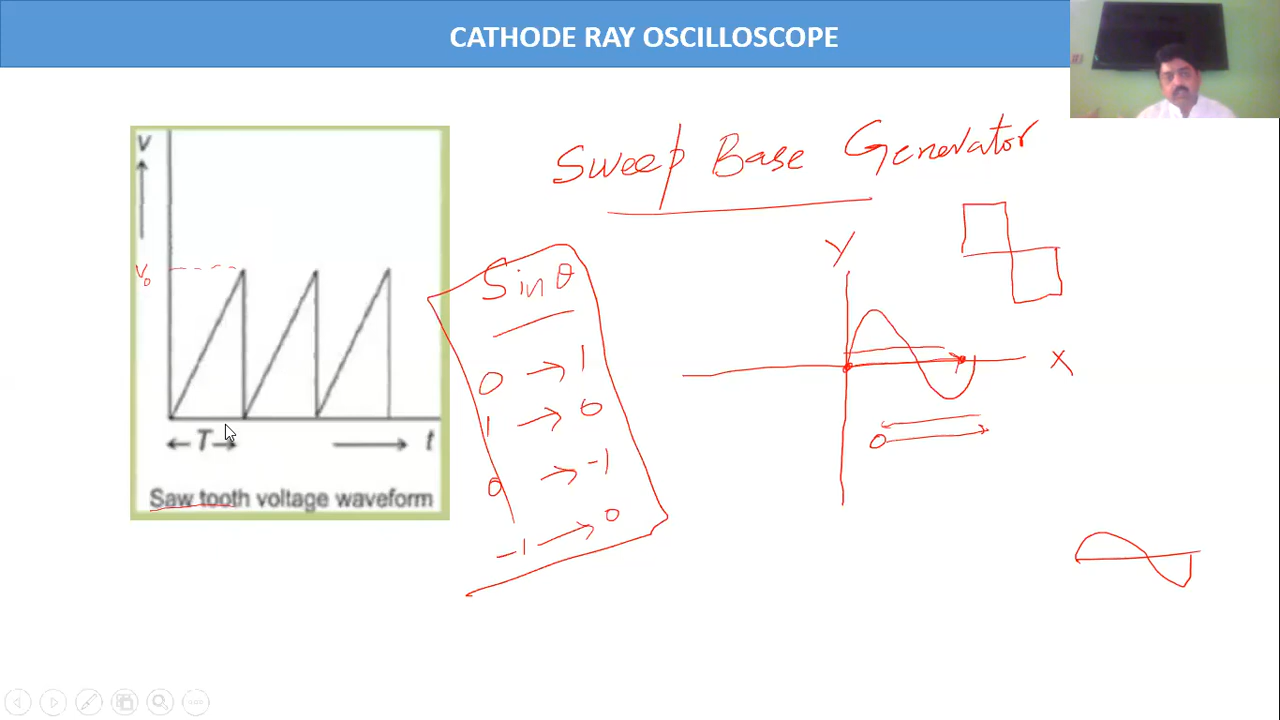 CATHODE RAY OSCILLOSCOPE
V
V₀
T
t
Saw tooth voltage waveform
Sweep Base Generator
Sin θ
0 → 1
1 → 0
0 → -1
-1 → 0
Y
X
0